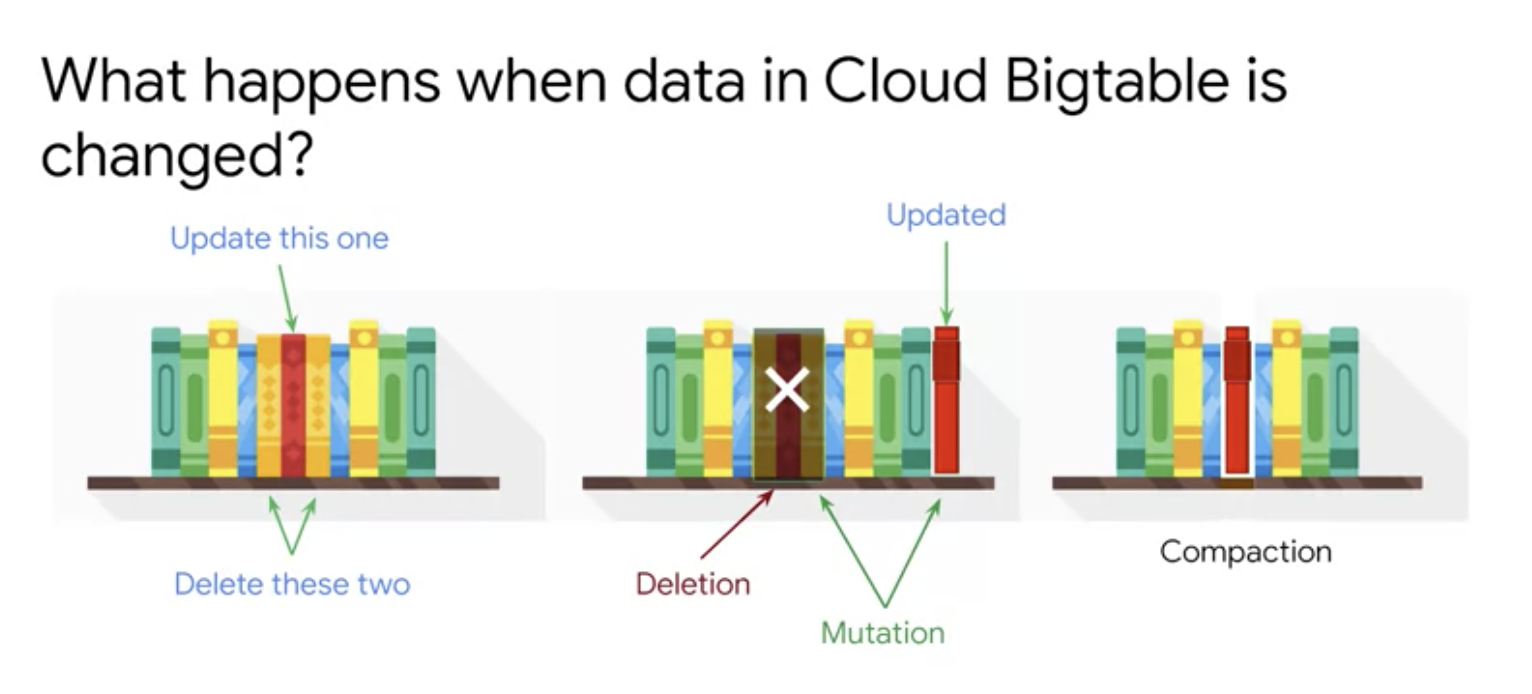 What happens when data in Cloud Bigtable is
changed?
Update this one
Delete these two
Updated
Deletion
Mutation
Compaction